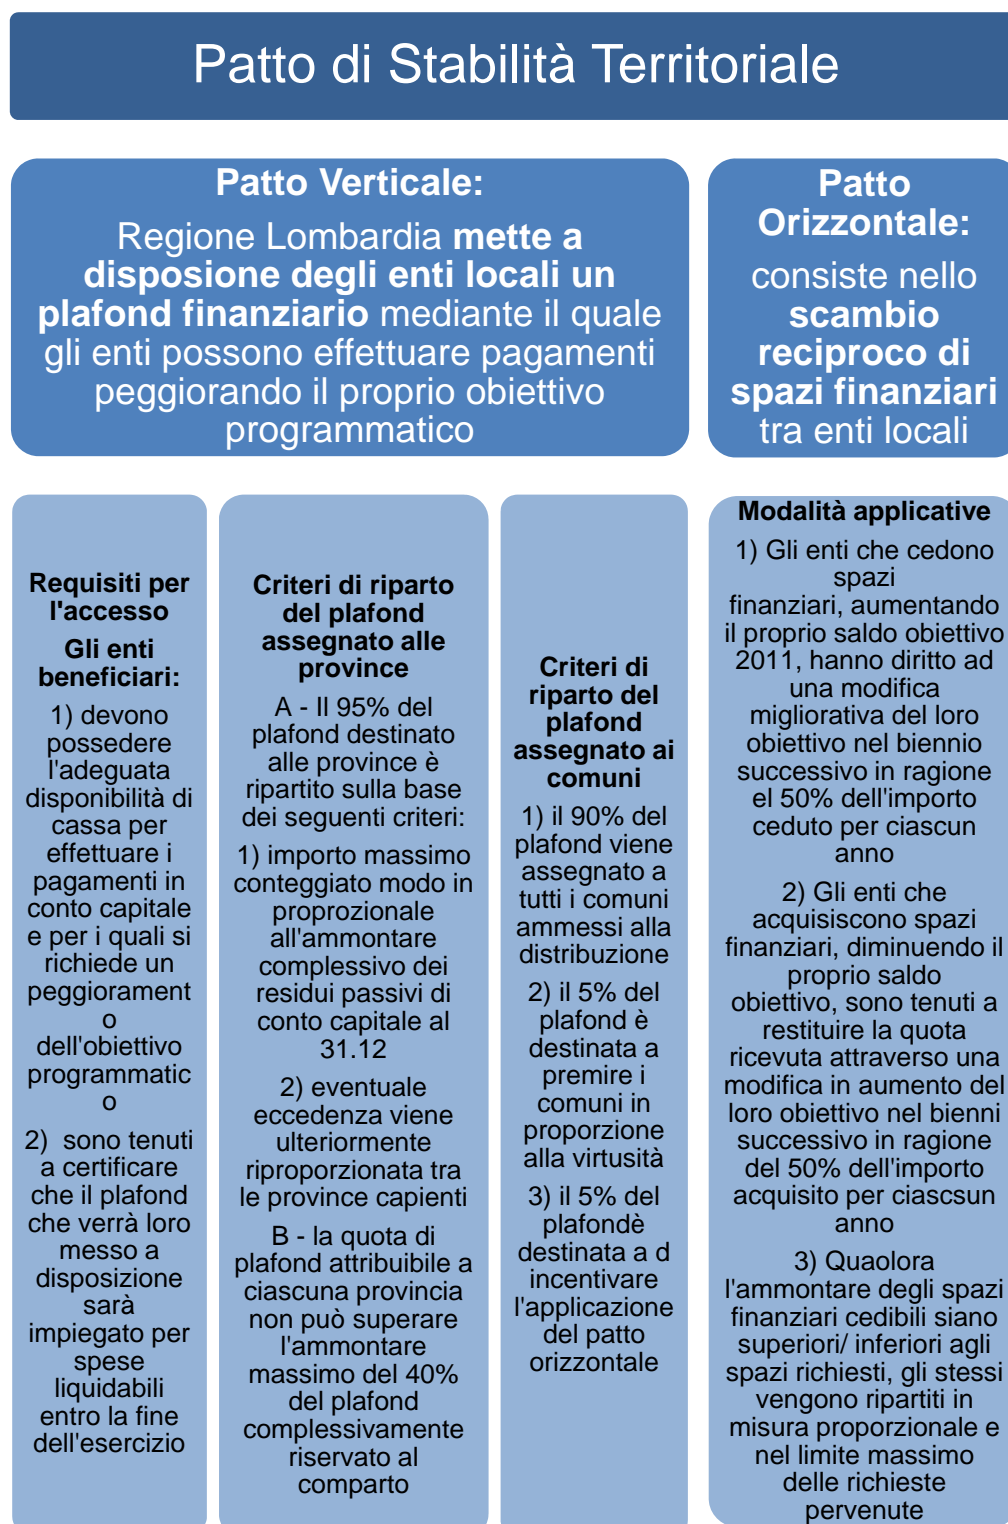 Patto di Stabilità Territoriale
Patto Verticale:
Regione Lombardia mette a
disposione degli enti locali un
plafond finanziario mediante il quale
gli enti possono effettuare pagamenti
peggiorando il proprio obiettivo
programmatico
Patto
Orizzontale:
consiste nello
scambio
reciproco di
spazi finanziari
tra enti locali
Requisiti per
l'accesso
Gli enti
beneficiari:
1) devono
possedere
l'adeguata
disponibilità di
cassa per
effettuare i
pagamenti in
conto capitale
e per i quali si
richiede un
peggiorament
o
dell'obiettivo
programmatic
o
2) sono tenuti
a certificare
che il plafond
che verrà loro
messo a
disposizione
sarà
impiegato per
spese
liquidabili
entro la fine
dell'esercizio
Criteri di riparto
del plafond
assegnato alle
province
A - Il 95% del
plafond destinato
alle province è
ripartito sulla base
dei seguenti criteri:
1) importo massimo
conteggiato modo in
proprozionale
all'ammontare
complessivo dei
residui passivi di
conto capitale al
31.12
2) eventuale
eccedenza viene
ulteriormente
riproporzionata tra
le province capienti
B - la quota di
plafond attribuibile a
ciascuna provincia
non può superare
l'ammontare
massimo del 40%
del plafond
complessivamente
riservato al
comparto
Criteri di
riparto del
plafond
assegnato ai
comuni
1) il 90% del
plafond viene
assegnato a
tutti i comuni
ammessi alla
distribuzione
2) il 5% del
plafond è
destinata a
premire i
comuni in
proporzione
alla virtusità
3) il 5% del
plafondè
destinata a d
incentivare
l'applicazione
del patto
orizzontale
Modalità applicative
1) Gli enti che cedono
spazi
finanziari, aumentando
il proprio saldo obiettivo
2011, hanno diritto ad
una modifica
migliorativa del loro
obiettivo nel biennio
successivo in ragione
el 50% dell'importo
ceduto per ciascun
anno
2) Gli enti che
acquisiscono spazi
finanziari, diminuendo il
proprio saldo
obiettivo, sono tenuti a
restituire la quota
ricevuta attraverso una
modifica in aumento del
loro obiettivo nel bienni
successivo in ragione
del 50% dell'importo
acquisito per ciascsun
anno
3) Quaolora
l'ammontare degli spazi
finanziari cedibili siano
superiori/ inferiori agli
spazi richiesti, gli stessi
vengono ripartiti in
misura proporzionale e
nel limite massimo
delle richieste
pervenute